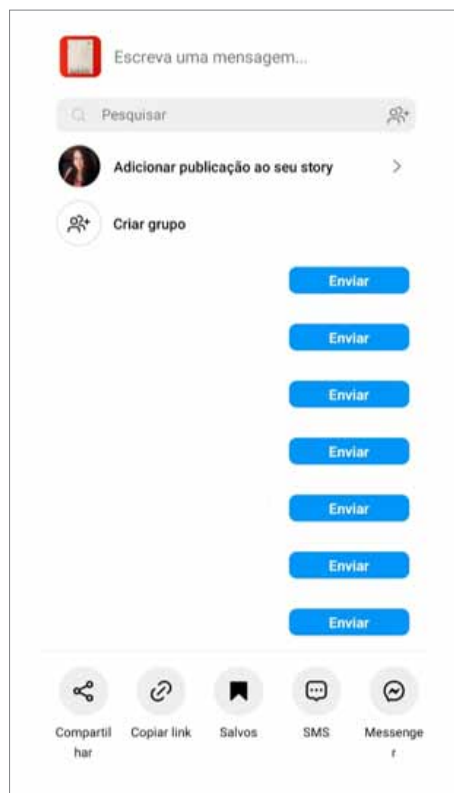 Escreva uma mensagem...
Pesquisar
Adicionar publicação ao seu story
Criar grupo
Enviar
Enviar
Enviar
Enviar
Enviar
Enviar
Enviar
Compartil
har
Copiar link
Salvos
SMS
Messenge
r